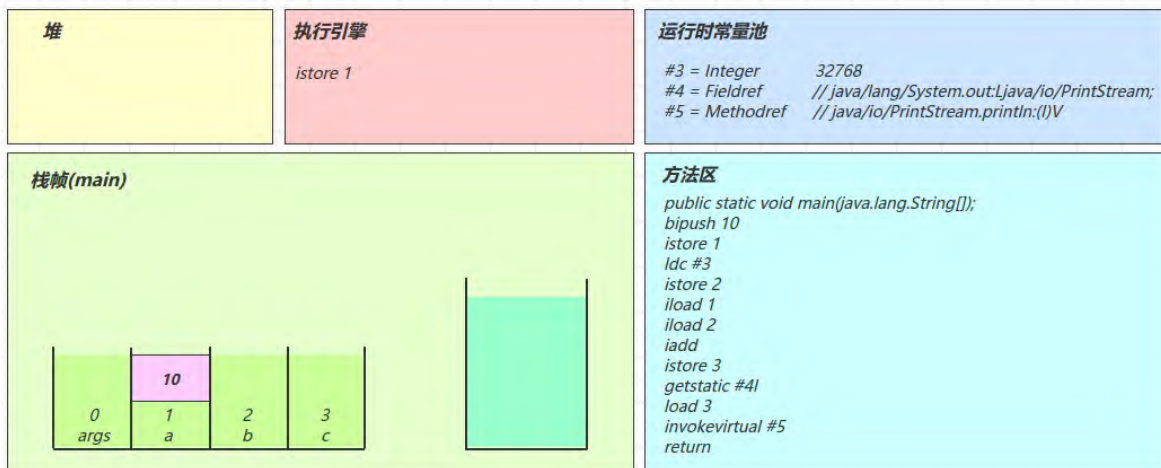 堆
执行引擎
istore 1
运行时常量池
#3 = Integer 32768
#4 = Fieldref // java/lang/System.out:Ljava/io/PrintStream;
#5 = Methodref // java/io/PrintStream.println:(I)V
栈帧(main)
10
0 1 2 3
args a b c
方法区
public static void main(java.lang.String[]);
bipush 10
istore 1
ldc #3
istore 2
iload 1
iload 2
iadd
istore 3
getstatic #4I
load 3
invokevirtual #5
return